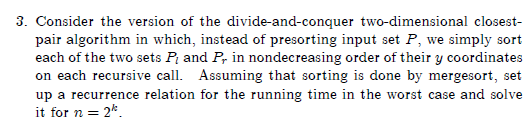 3. Consider the version of the divide-and-conquer two-dimensional closest-
pair algorithm in which, instead of presorting input set P, we simply sort
each of the two sets Pₗ and Pᵣ in nondecreasing order of their y coordinates
on each recursive call. Assuming that sorting is done by mergesort, set
up a recurrence relation for the running time in the worst case and solve
it for n = 2ᵏ.